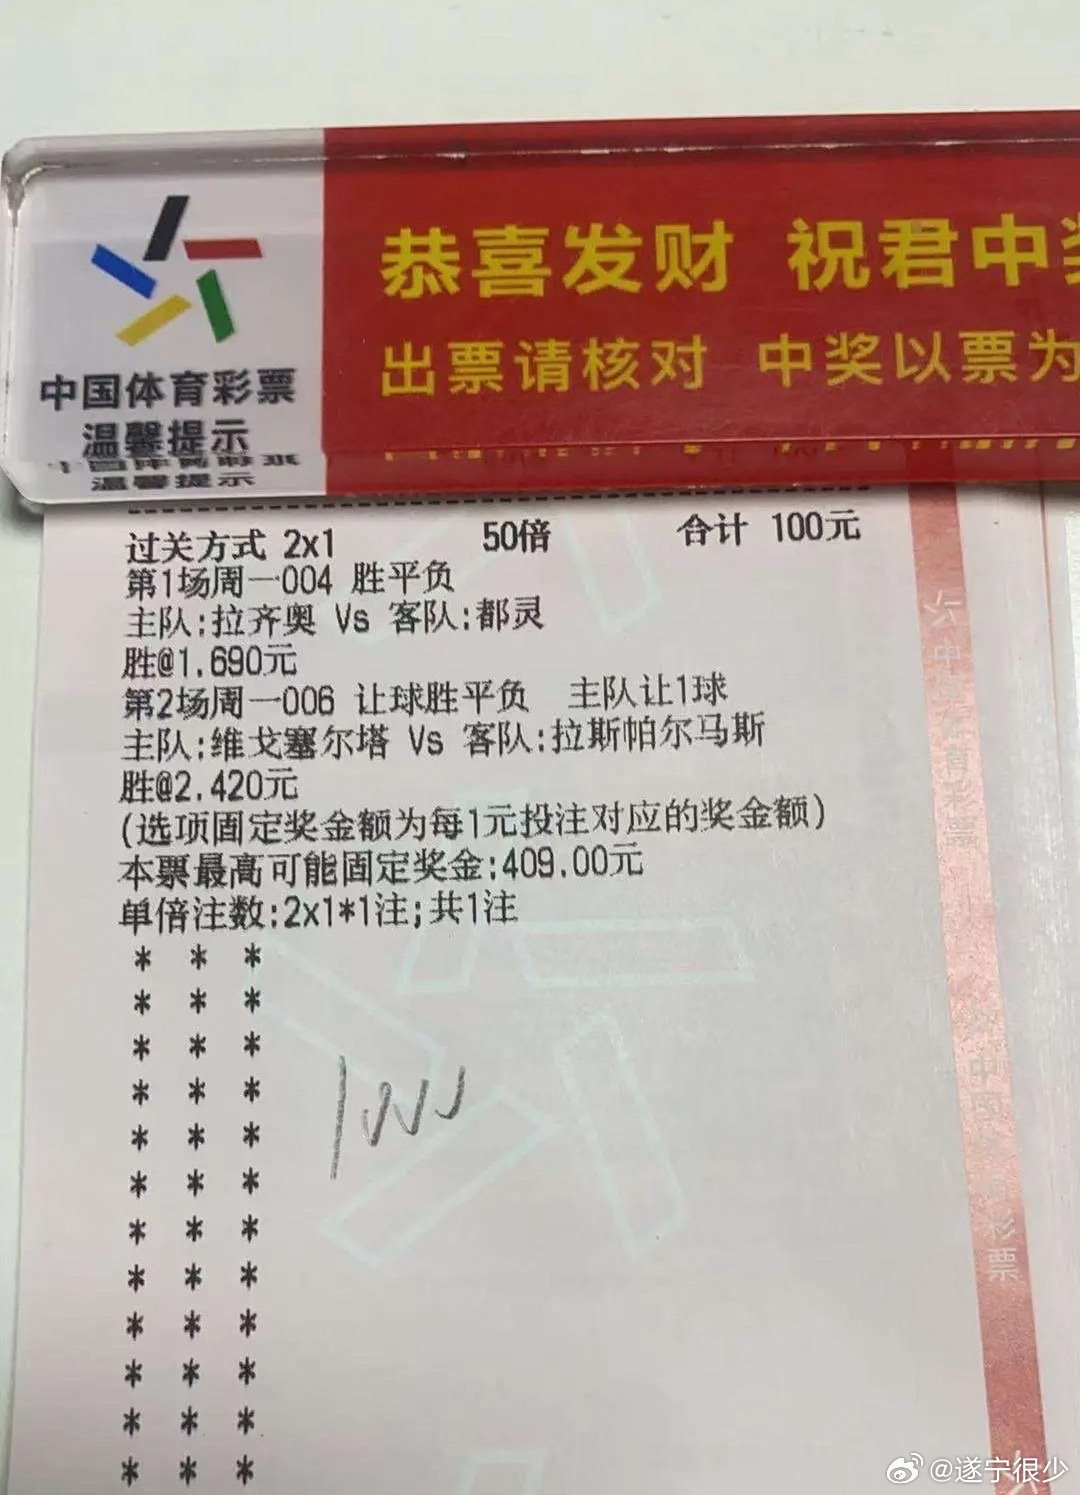 恭喜发财 祝君中奖
出票请核对 中奖以票为
中国体育彩票
温馨提示
过关方式 2x1 50倍 合计 100元
第1场周一004 胜平负
主队:拉齐奥 Vs 客队:都灵
胜@1.690元
第2场周一006 让球胜平负 主队让1球
主队:维戈塞尔塔 Vs 客队:拉斯帕尔马斯
胜@2.420元
(选项固定奖金额为每1元投注对应的奖金额)
本票最高可能固定奖金:409.00元
单倍注数:2x1*1注;共1注
* * *
* * *
* * *
* * *
* * *
* * *
* * *
* * *
* * *
* * *
* * *
* * *
中国体育彩票
@遂宁很少